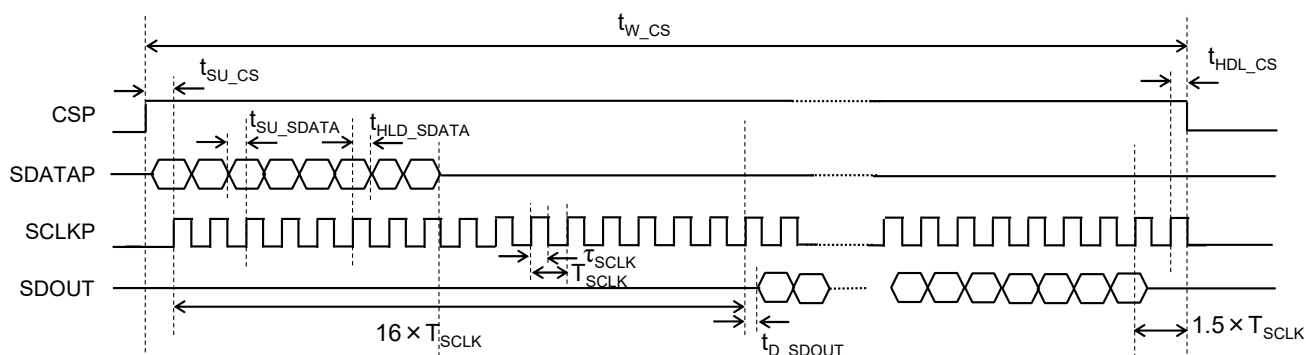 t_W_CS
t_SU_CS
t_HDL_CS
CSP
t_SU_SDATA
t_HLD_SDATA
SDATAP
SCLKP
τ_SCLK
T_SCLK
SDOUT
16 × T_SCLK
t_D_SDOUT
1.5 × T_SCLK